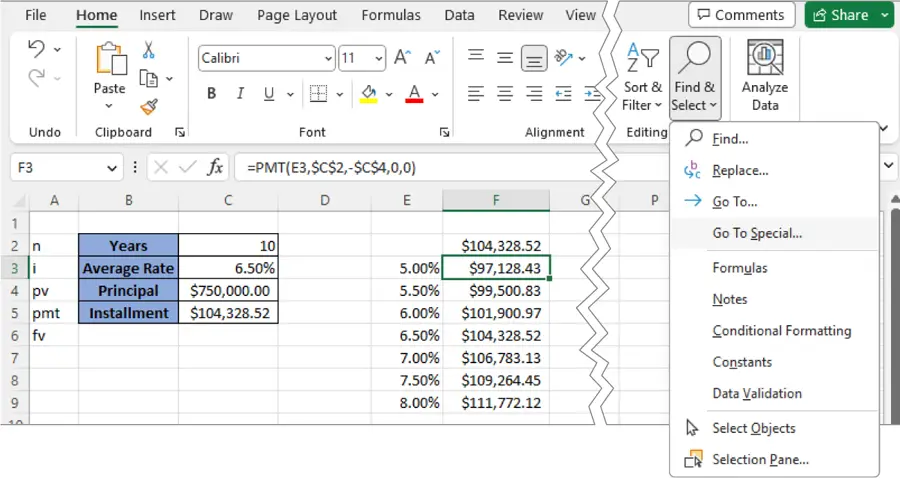 File Home Insert Draw Page Layout Formulas Data Review View Comments Share
Calibri 11 A A
Paste B I U A Sort & Filter Find & Select Analyze Data
Undo Clipboard Font Alignment Editing
F3 fx =PMT(E3,$C$2,-$C$4,0,0)
A B C D E F G P
1
2 n Years 10 $104,328.52
3 i Average Rate 6.50% 5.00% $97,128.43
4 pv Principal $750,000.00 5.50% $99,500.83
5 pmt Installment $104,328.52 6.00% $101,900.97
6 fv 6.50% $104,328.52
7 7.00% $106,783.13
8 7.50% $109,264.45
9 8.00% $111,772.12
Find...
Replace...
Go To...
Go To Special...
Formulas
Notes
Conditional Formatting
Constants
Data Validation
Select Objects
Selection Pane...